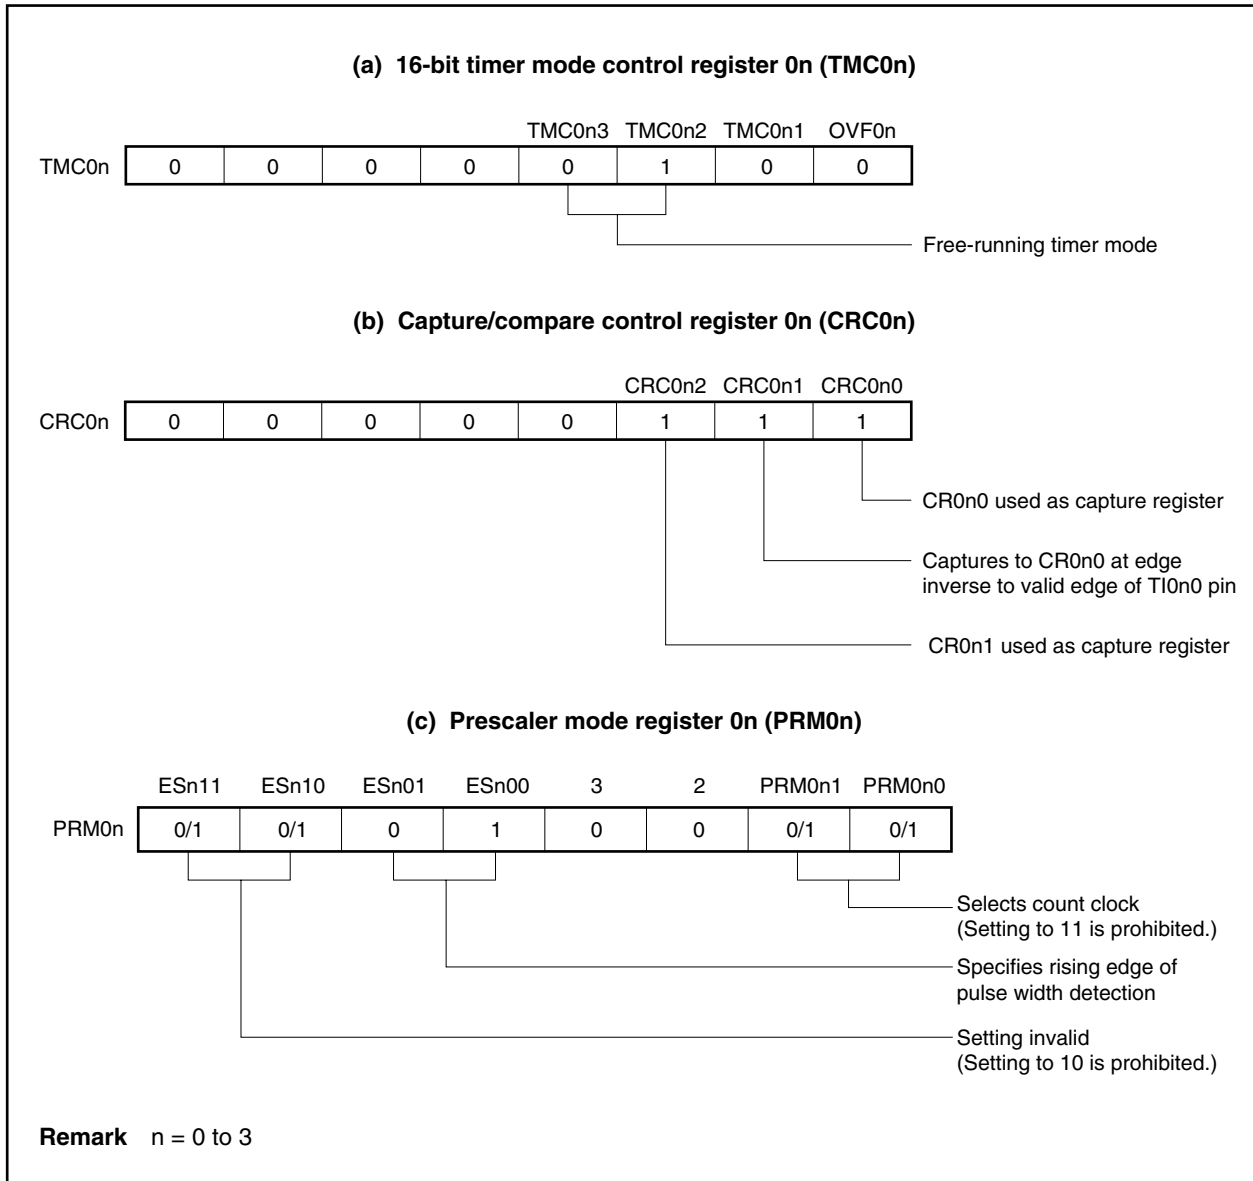 (a) 16-bit timer mode control register 0n (TMC0n)
TMC0n3 TMC0n2 TMC0n1 OVF0n
TMC0n 0 0 0 0 0 1 0 0
Free-running timer mode
(b) Capture/compare control register 0n (CRC0n)
CRC0n2 CRC0n1 CRC0n0
CRC0n 0 0 0 0 0 1 1 1
CR0n0 used as capture register
Captures to CR0n0 at edge
inverse to valid edge of TI0n0 pin
CR0n1 used as capture register
(c) Prescaler mode register 0n (PRM0n)
ESn11 ESn10 ESn01 ESn00 3 2 PRM0n1 PRM0n0
PRM0n 0/1 0/1 0 1 0 0 0/1 0/1
Selects count clock
(Setting to 11 is prohibited.)
Specifies rising edge of
pulse width detection
Setting invalid
(Setting to 10 is prohibited.)
Remark n = 0 to 3